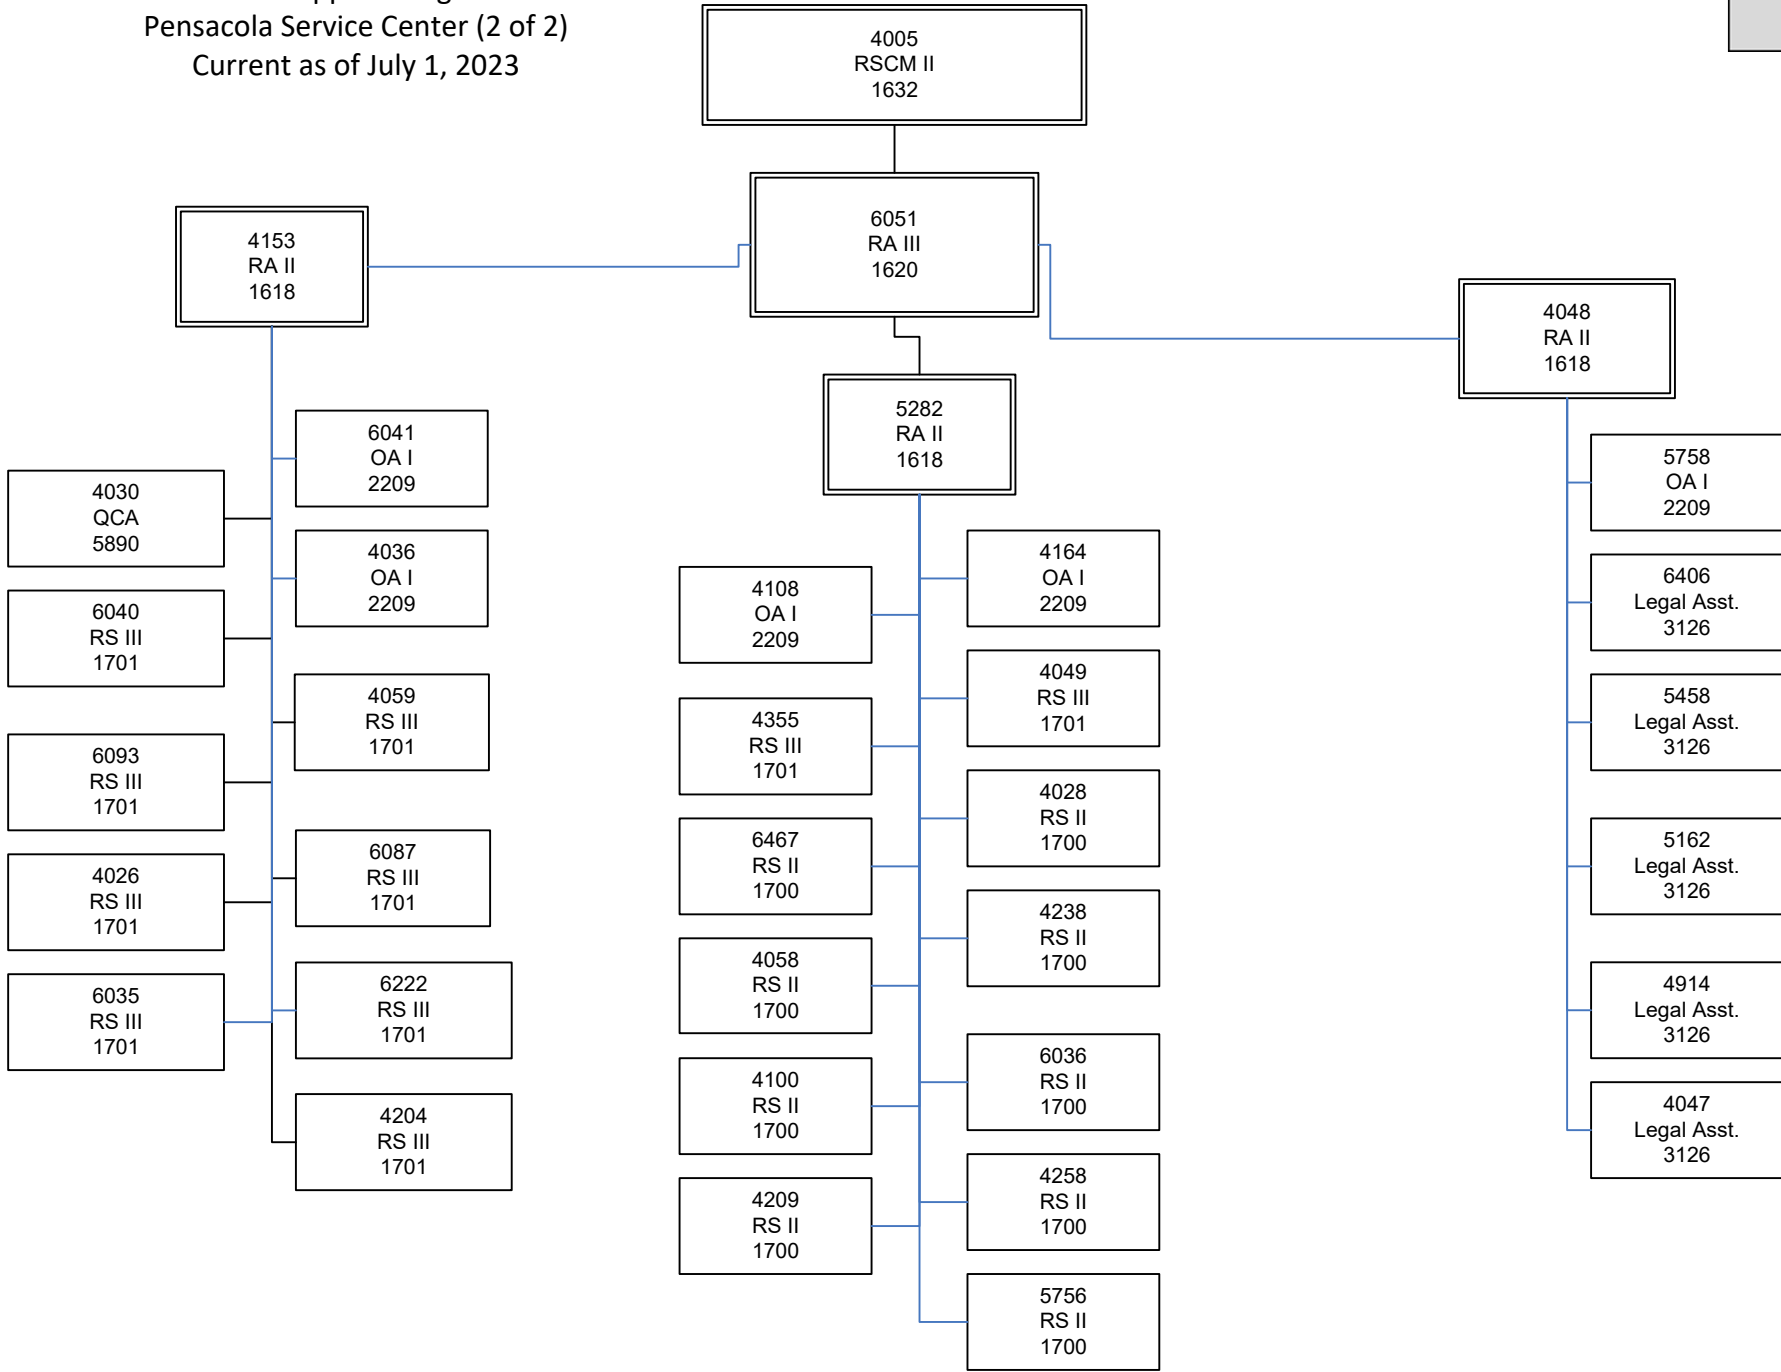 Pensacola Service Center (2 of 2)
Current as of July 1, 2023
4005
RSCM II
1632
6051
RA III
1620
4153
RA II
1618
4048
RA II
1618
5282
RA II
1618
6041
OA I
2209
4030
QCA
5890
4036
OA I
2209
6040
RS III
1701
4059
RS III
1701
6093
RS III
1701
6087
RS III
1701
4026
RS III
1701
6222
RS III
1701
6035
RS III
1701
4204
RS III
1701
4164
OA I
2209
4108
OA I
2209
4049
RS III
1701
4355
RS III
1701
4028
RS II
1700
6467
RS II
1700
4238
RS II
1700
4058
RS II
1700
6036
RS II
1700
4100
RS II
1700
4258
RS II
1700
4209
RS II
1700
5756
RS II
1700
5758
OA I
2209
6406
Legal Asst.
3126
5458
Legal Asst.
3126
5162
Legal Asst.
3126
4914
Legal Asst.
3126
4047
Legal Asst.
3126